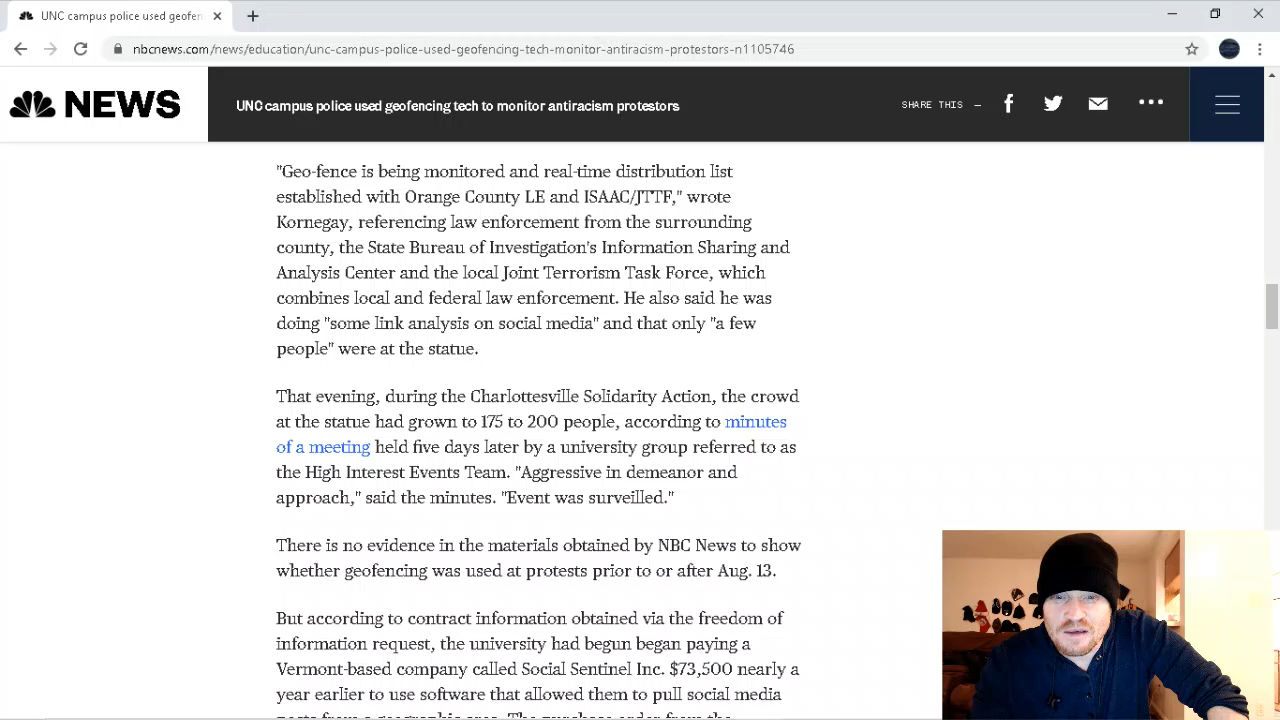 UNC campus police used geofen
nbcnews.com/news/education/unc-campus-police-used-geofencing-tech-monitor-antiracism-protestors-n1105746
NEWS
UNC campus police used geofencing tech to monitor antiracism protestors
SHARE THIS —
"Geo-fence is being monitored and real-time distribution list
established with Orange County LE and ISAAC/JTTF," wrote
Kornegay, referencing law enforcement from the surrounding
county, the State Bureau of Investigation's Information Sharing and
Analysis Center and the local Joint Terrorism Task Force, which
combines local and federal law enforcement. He also said he was
doing "some link analysis on social media" and that only "a few
people" were at the statue.
That evening, during the Charlottesville Solidarity Action, the crowd
at the statue had grown to 175 to 200 people, according to minutes
of a meeting held five days later by a university group referred to as
the High Interest Events Team. "Aggressive in demeanor and
approach," said the minutes. "Event was surveilled."
There is no evidence in the materials obtained by NBC News to show
whether geofencing was used at protests prior to or after Aug. 13.
But according to contract information obtained via the freedom of
information request, the university had begun began paying a
Vermont-based company called Social Sentinel Inc. $73,500 nearly a
year earlier to use software that allowed them to pull social media
posts from a geographic area. The purchase order from the